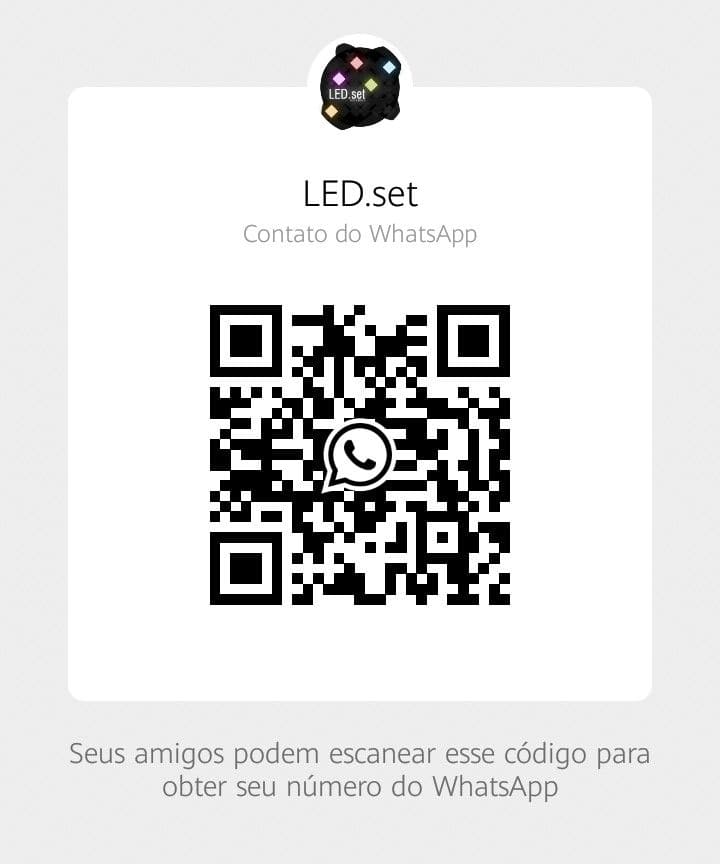 LED.set
LED.set
Contato do WhatsApp
Seus amigos podem escanear esse código para
obter seu número do WhatsApp